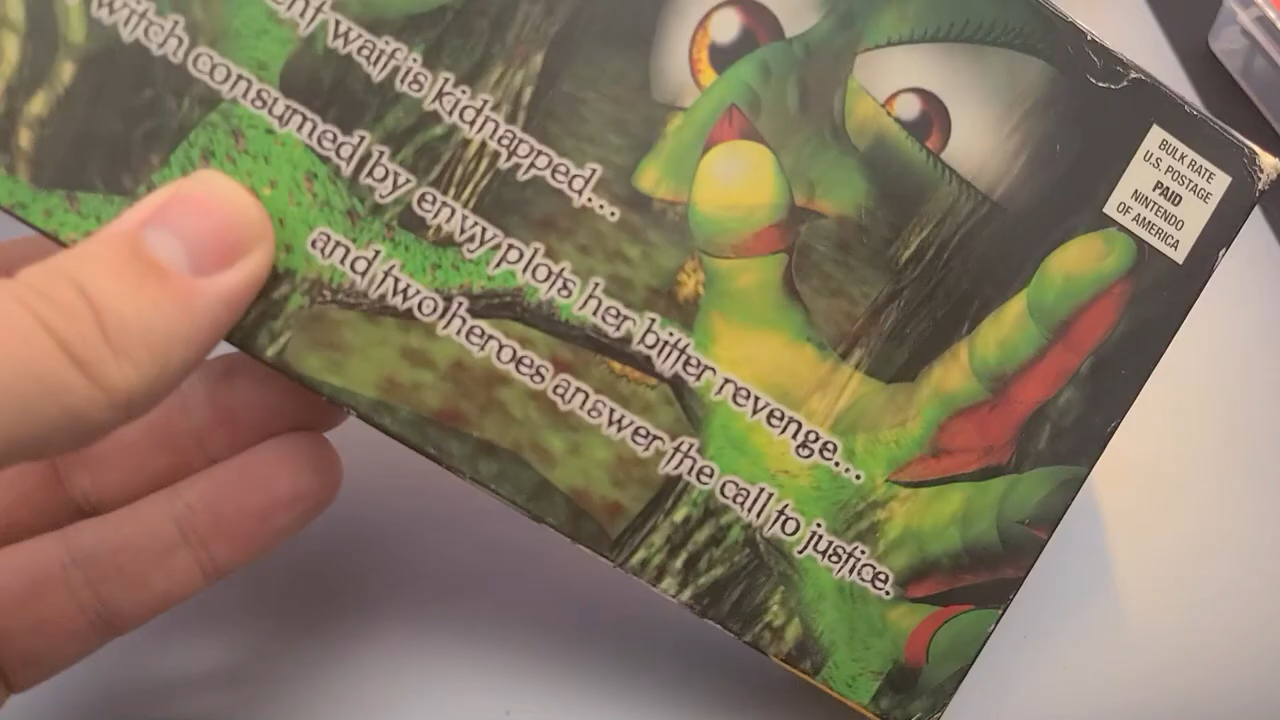 waif is kidnapped...
witch consumed by envy plots her bitter revenge...
and two heroes answer the call to justice.
BULK RATE
U.S. POSTAGE
PAID
NINTENDO
OF AMERICA